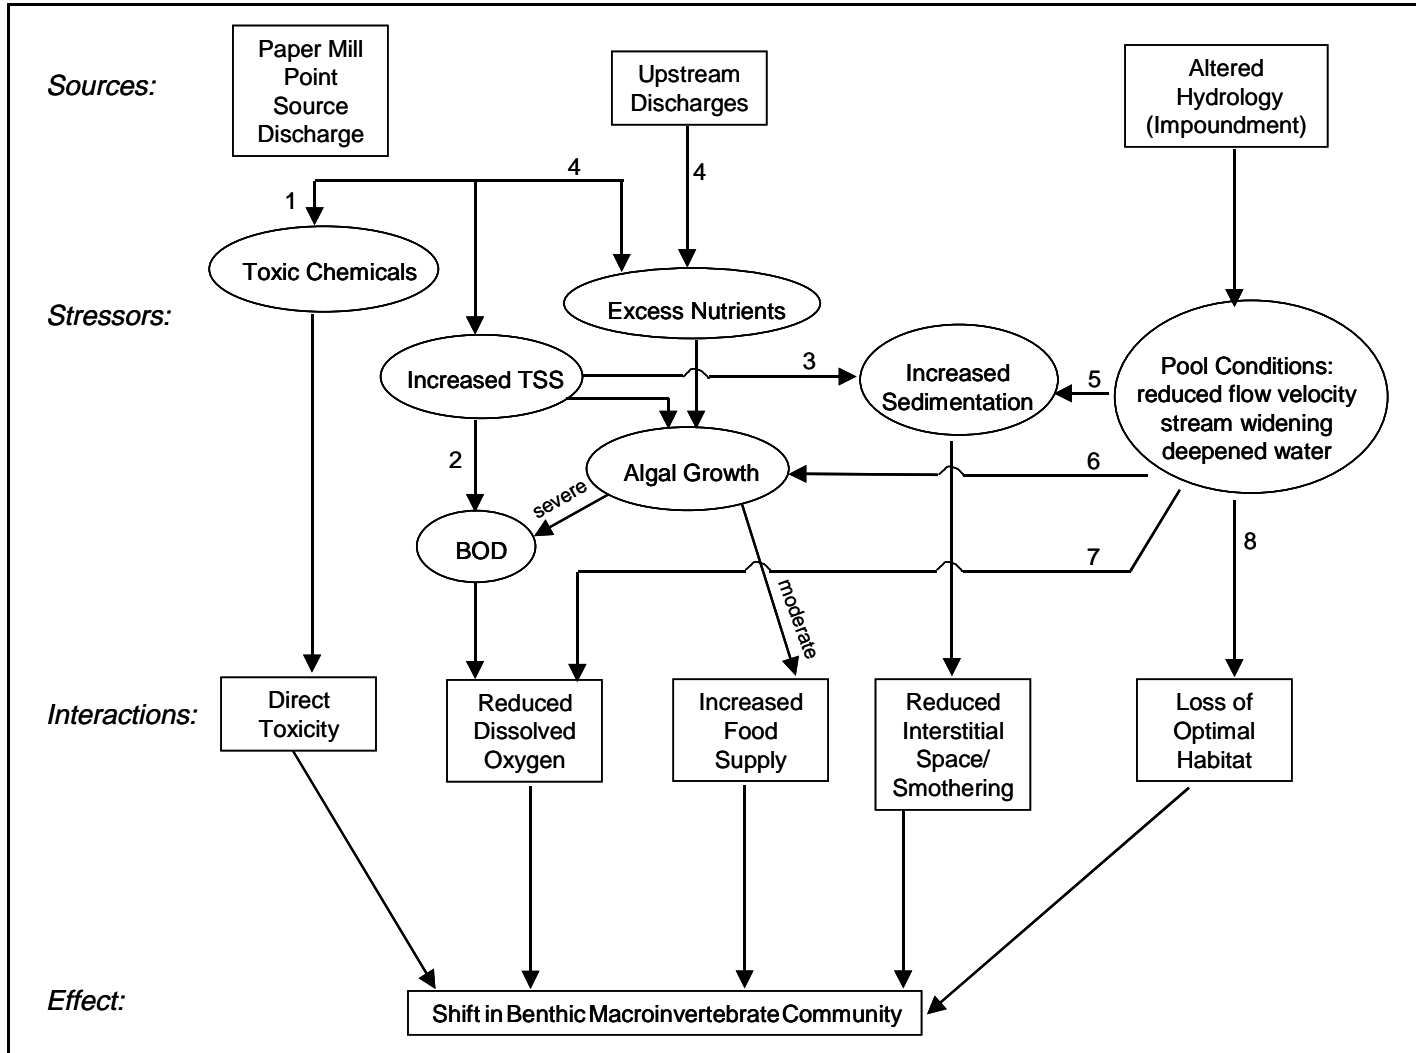 Sources:
Paper Mill
Point
Source
Discharge
Upstream
Discharges
Altered
Hydrology
(Impoundment)
4
1
4
Toxic Chemicals
Stressors:
Excess Nutrients
Increased TSS
3
Increased
Sedimentation
5
Pool Conditions:
reduced flow velocity
stream widening
deepened water
2
Algal Growth
6
severe
BOD
7
8
moderate
Interactions:
Direct
Toxicity
Reduced
Dissolved
Oxygen
Increased
Food
Supply
Reduced
Interstitial
Space/
Smothering
Loss of
Optimal
Habitat
Effect:
Shift in Benthic Macroinvertebrate Community